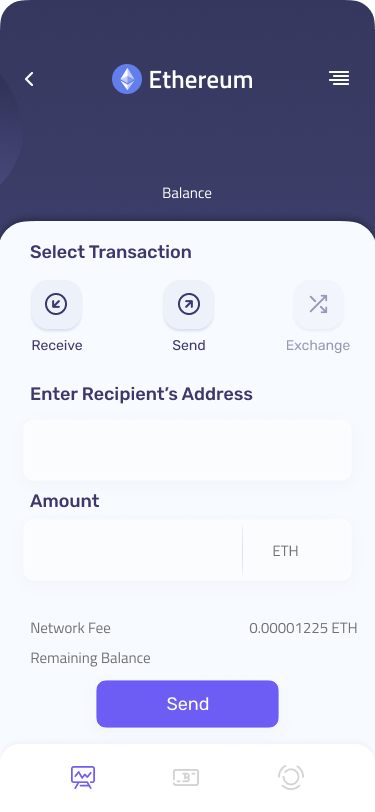 Ethereum
Balance
Select Transaction
Receive Send Exchange
Enter Recipient’s Address
Amount
ETH
Network Fee 0.00001225 ETH
Remaining Balance
Send